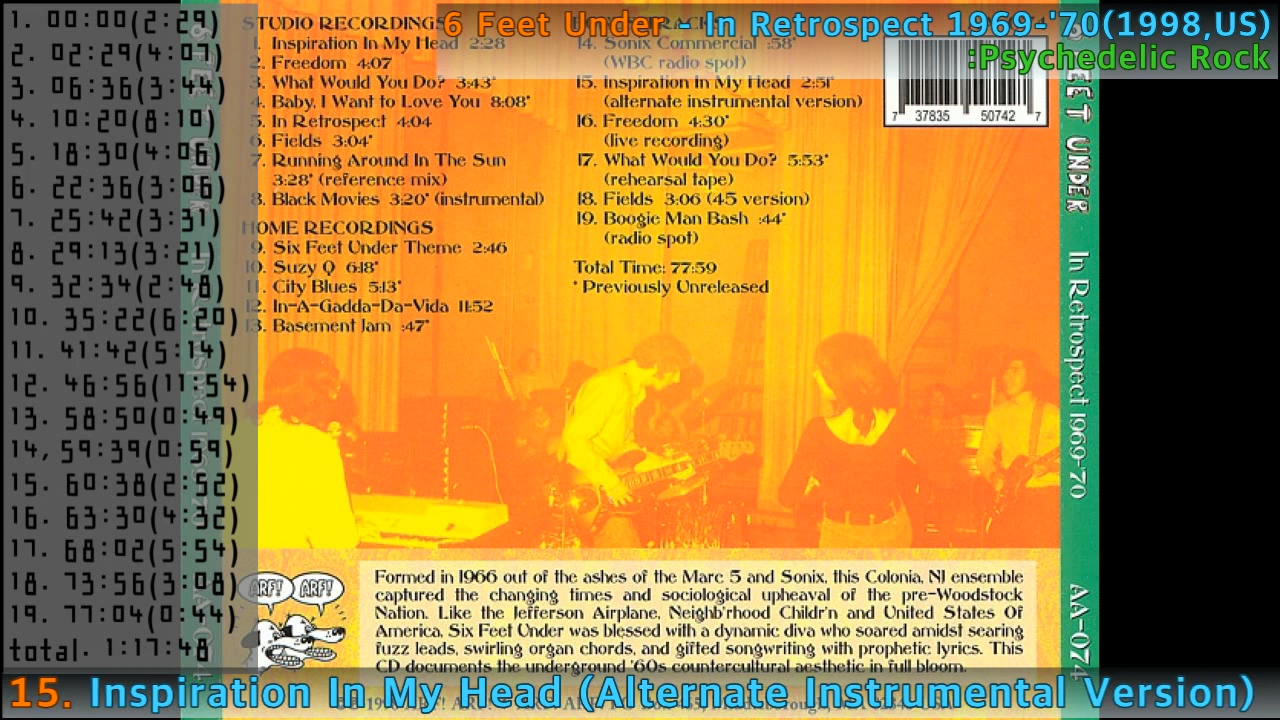 6 Feet Under - In Retrospect 1969-'70(1998,US)
:Psychedelic Rock
1. 00:00(2:29)
2. 02:29(4:07)
3. 06:36(3:44)
4. 10:20(8:10)
5. 18:30(4:06)
6. 22:36(3:06)
7. 25:42(3:31)
8. 29:13(3:21)
9. 32:34(2:48)
10. 35:22(6:20)
11. 41:42(5:14)
12. 46:56(11:54)
13. 58:50(0:49)
14, 59:39(0:59)
15. 60:38(2:52)
16. 63:30(4:32)
17. 68:02(5:54)
18. 73:56(3:08)
19. 77:04(0:44)
total. 1:17:48
STUDIO RECORDINGS
1. Inspiration In My Head 2:28
2. Freedom 4:07
3. What Would You Do? 3:43*
4. Baby, I Want to Love You 8:08*
5. In Retrospect 4:04
6. Fields 3:04*
7. Running Around In The Sun
3:28* (reference mix)
8. Black Movies 3:20* (instrumental)
HOME RECORDINGS
9. Six Feet Under Theme 2:46
10. Suzy Q 6:18*
11. City Blues 5:13*
12. In-A-Gadda-Da-Vida 11:52
13. Basement Jam :47*
14. Sonix Commercial :58*
(WBC radio spot)
15. Inspiration In My Head 2:51*
(alternate instrumental version)
16. Freedom 4:30*
(live recording)
17. What Would You Do? 5:53*
(rehearsal tape)
18. Fields 3:06 (45 version)
19. Boogie Man Bash :44*
(radio spot)
Total Time: 77:59
* Previously Unreleased
7 37835 50742 7
UNDER
In Retrospect 1969-70
AA-074
ARF! ARF!
Formed in 1966 out of the ashes of the Marc 5 and Sonix, this Colonia, NJ ensemble
captured the changing times and sociological upheaval of the pre-Woodstock
Nation. Like the Jefferson Airplane, Neighb'rhood Childr'n and United States Of
America, Six Feet Under was blessed with a dynamic diva who soared amidst searing
fuzz leads, swirling organ chords, and gifted songwriting with prophetic lyrics. This
CD documents the underground '60s countercultural aesthetic in full bloom.
15. Inspiration In My Head (Alternate Instrumental Version)